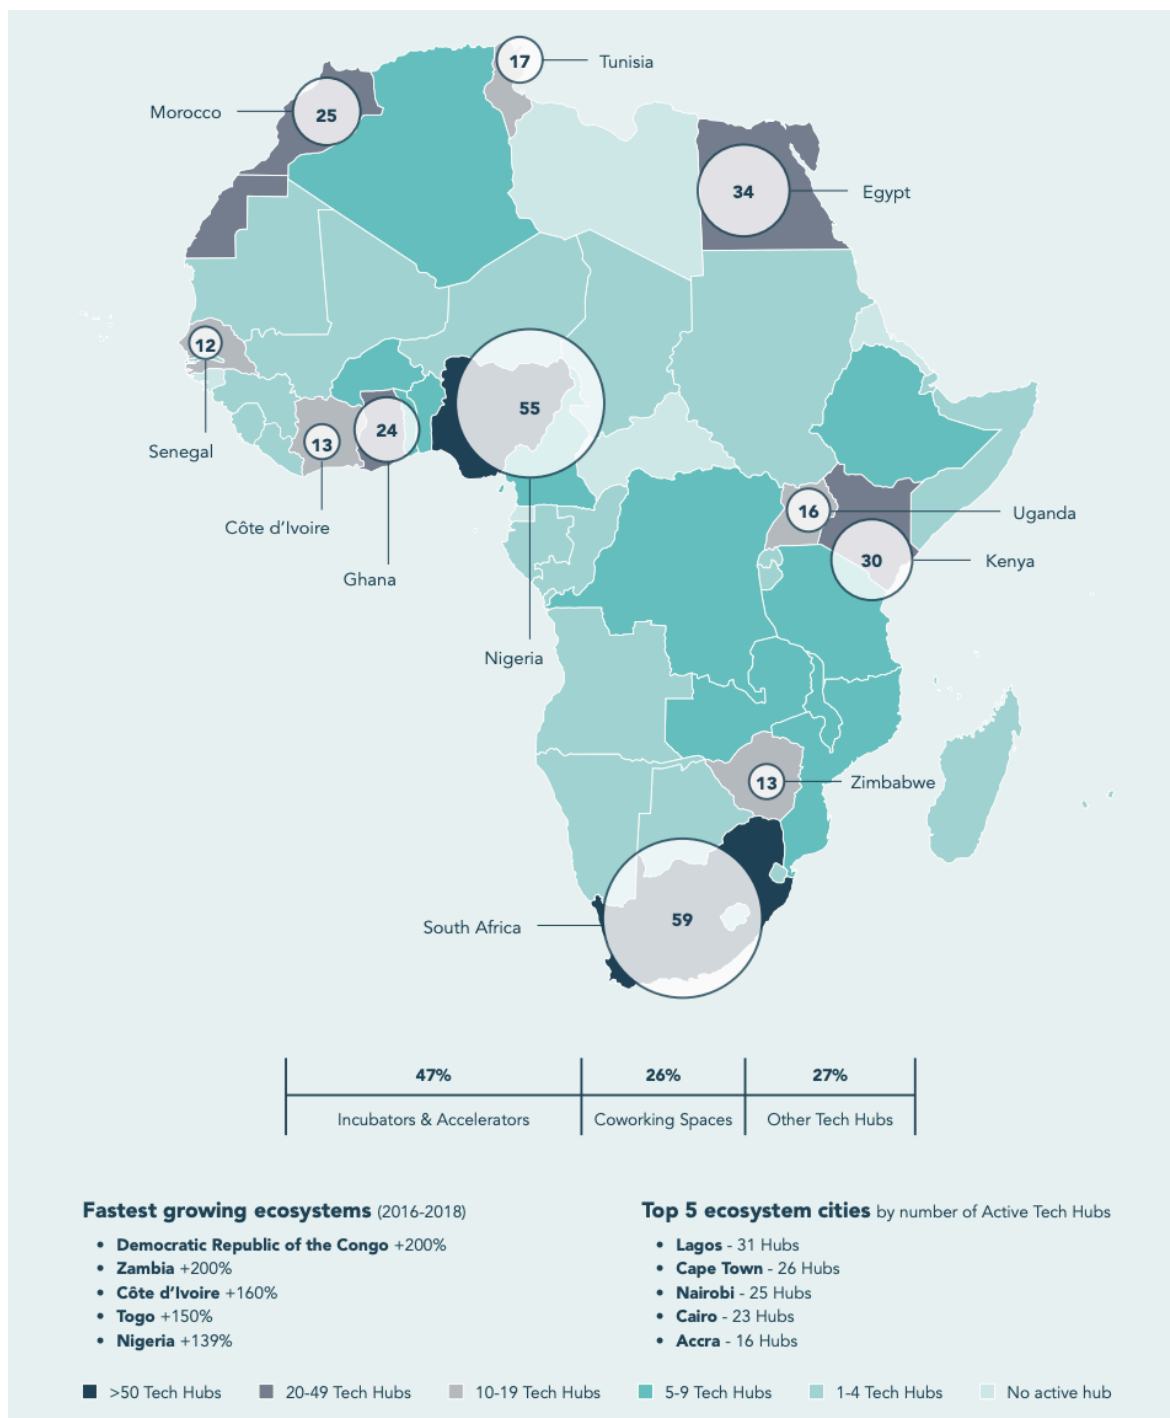 17
Tunisia
Morocco
25
34
Egypt
12
Senegal
13
Côte d’Ivoire
24
Ghana
55
Nigeria
16
Uganda
30
Kenya
13
Zimbabwe
South Africa
59
47%
26%
27%
Incubators & Accelerators
Coworking Spaces
Other Tech Hubs
Fastest growing ecosystems (2016-2018)
• Democratic Republic of the Congo +200%
• Zambia +200%
• Côte d’Ivoire +160%
• Togo +150%
• Nigeria +139%
Top 5 ecosystem cities by number of Active Tech Hubs
• Lagos - 31 Hubs
• Cape Town - 26 Hubs
• Nairobi - 25 Hubs
• Cairo - 23 Hubs
• Accra - 16 Hubs
>50 Tech Hubs
20-49 Tech Hubs
10-19 Tech Hubs
5-9 Tech Hubs
1-4 Tech Hubs
No active hub